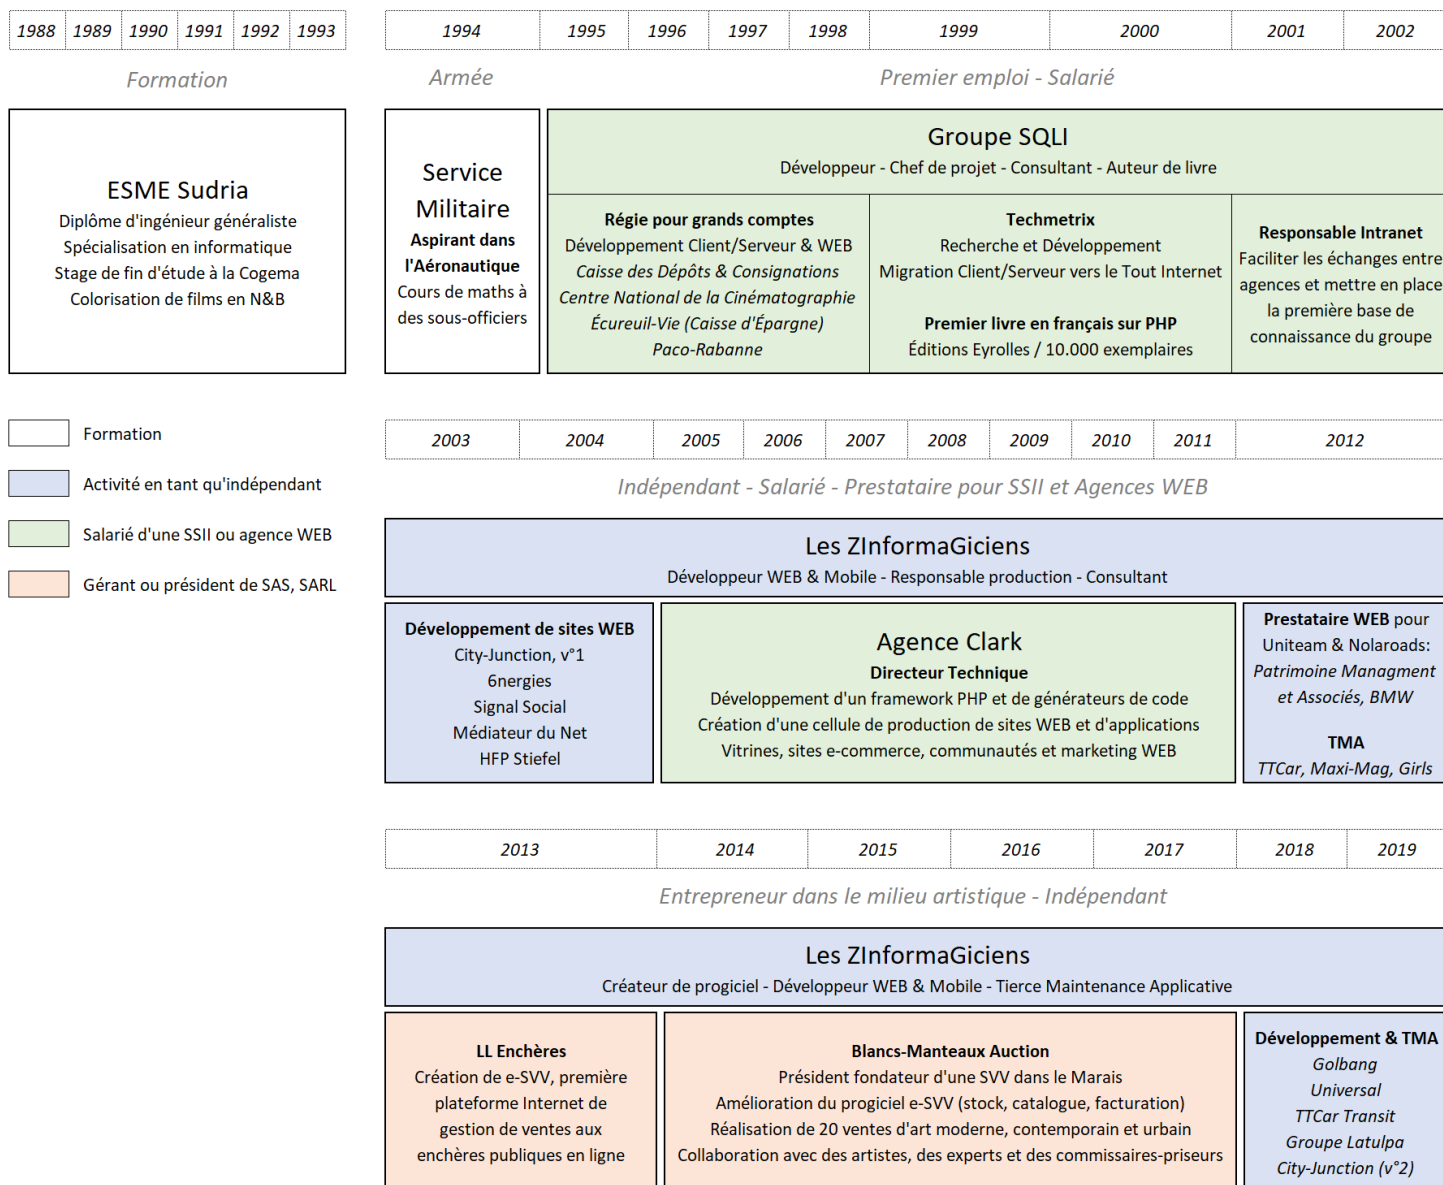 1988 1989 1990 1991 1992 1993
Formation
ESME Sudria
Diplôme d'ingénieur généraliste
Spécialisation en informatique
Stage de fin d'étude à la Cogema
Colorisation de films en N&B
1994 1995 1996 1997 1998 1999 2000 2001 2002
Armée
Premier emploi - Salarié
Service
Militaire
Aspirant dans
l'Aéronautique
Cours de maths à
des sous-officiers
Groupe SQLI
Développeur - Chef de projet - Consultant - Auteur de livre
Régie pour grands comptes
Développement Client/Serveur & WEB
Caisse des Dépôts & Consignations
Centre National de la Cinématographie
Écureuil-Vie (Caisse d'Épargne)
Paco-Rabanne
Techmetrix
Recherche et Développement
Migration Client/Serveur vers le Tout Internet
Premier livre en français sur PHP
Éditions Eyrolles / 10.000 exemplaires
Responsable Intranet
Faciliter les échanges entre
agences et mettre en place
la première base de
connaissance du groupe
Formation
Activité en tant qu'indépendant
Salarié d'une SSII ou agence WEB
Gérant ou président de SAS, SARL
2003 2004 2005 2006 2007 2008 2009 2010 2011 2012
Indépendant - Salarié - Prestataire pour SSII et Agences WEB
Les ZInformaGiciens
Développeur WEB & Mobile - Responsable production - Consultant
Développement de sites WEB
City-Junction, v°1
6nergies
Signal Social
Médiateur du Net
HFP Stiefel
Agence Clark
Directeur Technique
Développement d'un framework PHP et de générateurs de code
Création d'une cellule de production de sites WEB et d'applications
Vitrines, sites e-commerce, communautés et marketing WEB
Prestataire WEB pour
Uniteam & Nolaroads:
Patrimoine Managment
et Associés, BMW
TMA
TTCar, Maxi-Mag, Girls
2013 2014 2015 2016 2017 2018 2019
Entrepreneur dans le milieu artistique - Indépendant
Les ZInformaGiciens
Créateur de progiciel - Développeur WEB & Mobile - Tierce Maintenance Applicative
LL Enchères
Création de e-SVV, première
plateforme Internet de
gestion de ventes aux
enchères publiques en ligne
Blancs-Manteaux Auction
Président fondateur d'une SVV dans le Marais
Amélioration du progiciel e-SVV (stock, catalogue, facturation)
Réalisation de 20 ventes d'art moderne, contemporain et urbain
Collaboration avec des artistes, des experts et des commissaires-priseurs
Développement & TMA
Golbang
Universal
TTCar Transit
Groupe Latulpa
City-Junction (v°2)